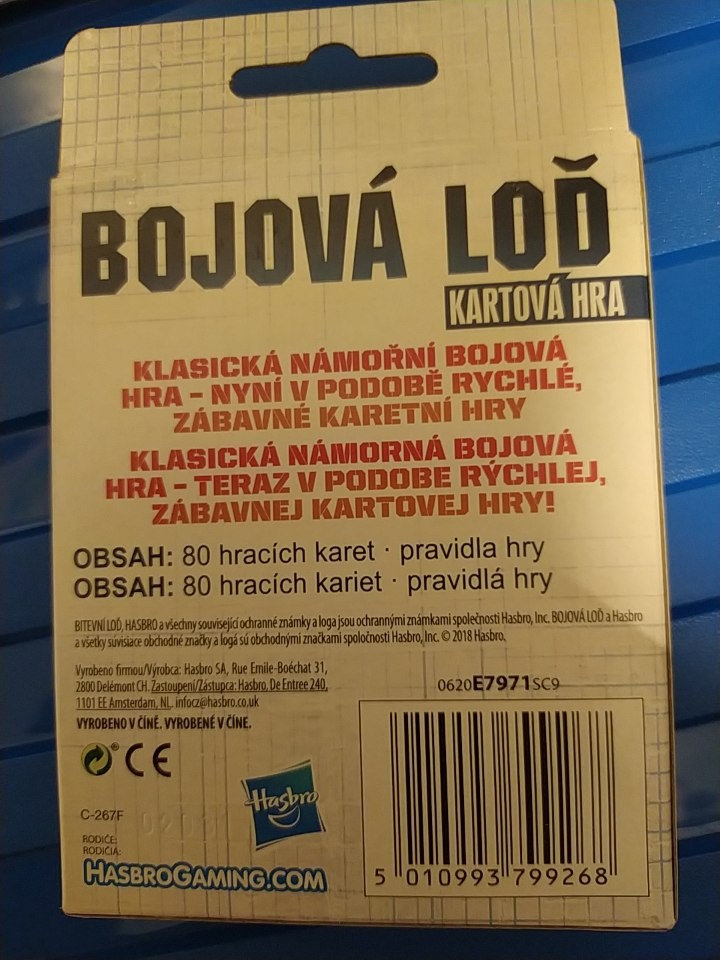 BOJOVÁ LOĎ
KARTOVÁ HRA
KLASICKÁ NÁMOŘNÍ BOJOVÁ
HRA – NYNÍ V PODOBĚ RYCHLÉ,
ZÁBAVNÉ KARETNÍ HRY
KLASICKÁ NÁMORNÁ BOJOVÁ
HRA – TERAZ V PODOBE RÝCHLEJ,
ZÁBAVNEJ KARTOVEJ HRY!
OBSAH: 80 hracích karet · pravidla hry
OBSAH: 80 hracích kariet · pravidlá hry
BITEVNÍ LOĎ, HASBRO a všechny související ochranné známky a loga jsou ochrannými známkami společnosti Hasbro, Inc. BOJOVÁ LOĎ a Hasbro
a všetky súvisiace obchodné značky a logá sú obchodnými značkami spoločnosti Hasbro, Inc. © 2018 Hasbro.
Vyrobeno firmou/Výrobca: Hasbro SA, Rue Emile-Boéchat 31,
2800 Delémont CH. Zastoupení/Zástupca: Hasbro, De Entree 240,
1101 EE Amsterdam, NL. infocz@hasbro.co.uk
VYROBENO V ČÍNĚ. VYROBENÉ V ČÍNE.
0620E7971SC9
CE
Hasbro
C-267F
RODIČE:
RODIČIA:
HASBROGAMING.COM
5 010993 799268